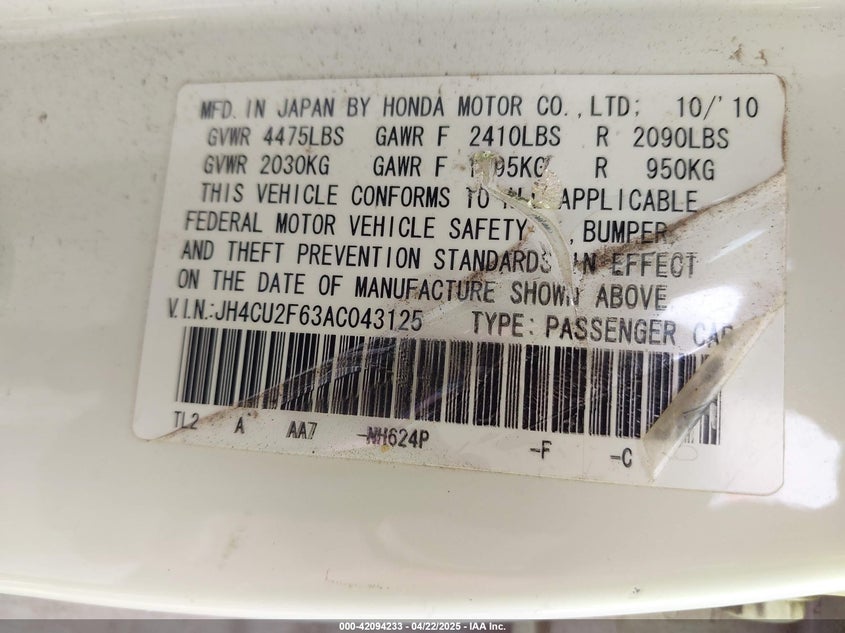 MFD. IN JAPAN BY HONDA MOTOR CO.,LTD; 10/'10
GVWR 4475LBS GAWR F 2410LBS R 2090LBS
GVWR 2030KG GAWR F 95KG R 950KG
THIS VEHICLE CONFORMS TO APPLICABLE
FEDERAL MOTOR VEHICLE SAFETY ,BUMPER,
AND THEFT PREVENTION STANDARDS IN EFFECT
ON THE DATE OF MANUFACTURE SHOWN ABOVE
V.I.N.:JH4CU2F63AC043125 TYPE: PASSENGER CAR
TL2 A AA7 -NH624P -F -C
000-42094233 - 04/22/2025 - IAA Inc.